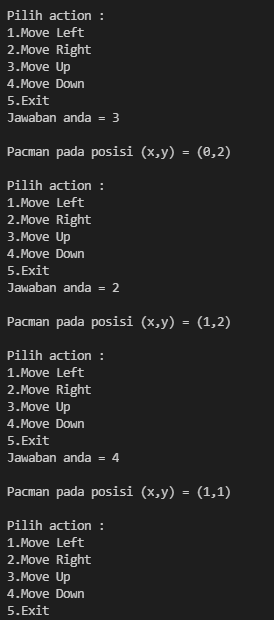 Pilih action :
1.Move Left
2.Move Right
3.Move Up
4.Move Down
5.Exit
Jawaban anda = 3
Pacman pada posisi (x,y) = (0,2)
Pilih action :
1.Move Left
2.Move Right
3.Move Up
4.Move Down
5.Exit
Jawaban anda = 2
Pacman pada posisi (x,y) = (1,2)
Pilih action :
1.Move Left
2.Move Right
3.Move Up
4.Move Down
5.Exit
Jawaban anda = 4
Pacman pada posisi (x,y) = (1,1)
Pilih action :
1.Move Left
2.Move Right
3.Move Up
4.Move Down
5.Exit